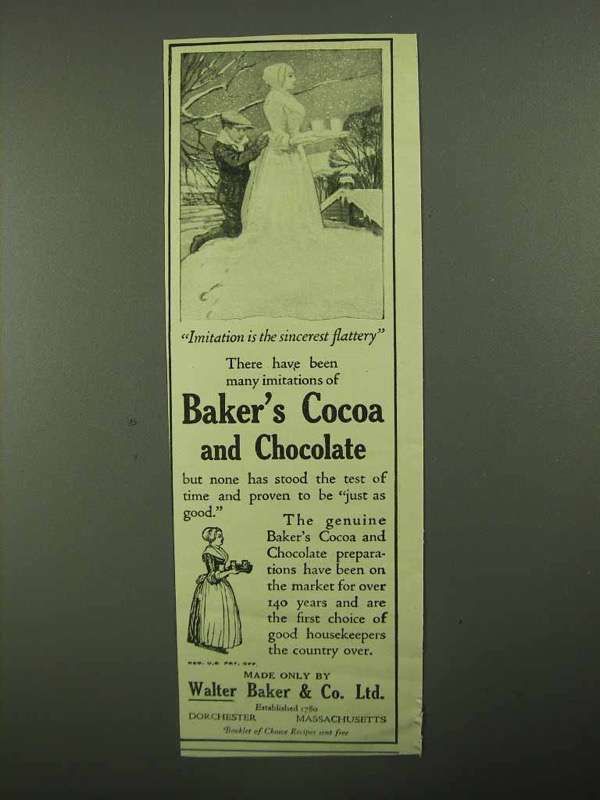 “Imitation is the sincerest flattery”
There have been
many imitations of
Baker's Cocoa
and Chocolate
but none has stood the test of
time and proven to be “just as
good.”
The genuine
Baker's Cocoa and
Chocolate prepara-
tions have been on
the market for over
140 years and are
the first choice of
good housekeepers
the country over.
REG. U.S. PAT. OFF.
MADE ONLY BY
Walter Baker & Co. Ltd.
Established 1780
DORCHESTER MASSACHUSETTS
Booklet of Choice Recipes sent free